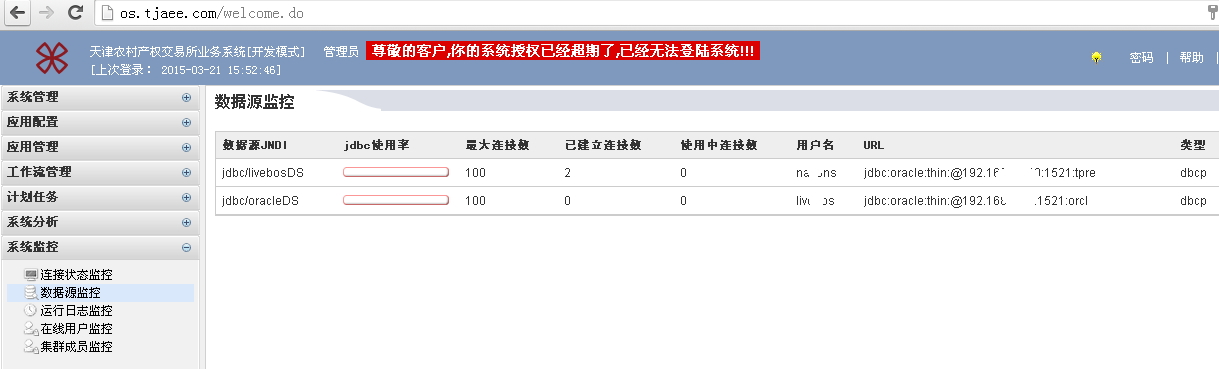 os.tjaee.com/welcome.do
天津农村产权交易所业务系统[开发模式] 管理员 尊敬的客户,你的系统授权已经超期了,已经无法登陆系统!!!
[上次登录： 2015-03-21 15:52:46]
密码 | 帮助 |
系统管理
应用配置
应用管理
工作流管理
计划任务
系统分析
系统监控
连接状态监控
数据源监控
运行日志监控
在线用户监控
集群成员监控
数据源监控
数据源JNDI jdbc使用率 最大连接数 已建立连接数 使用中连接数 用户名 URL 类型
jdbc/livebosDS 100 2 0 jdbc:oracle:thin:@192.16 :1521:tpre dbcp
jdbc/oracleDS 100 0 0 jdbc:oracle:thin:@192.168 .1521:orcl dbcp